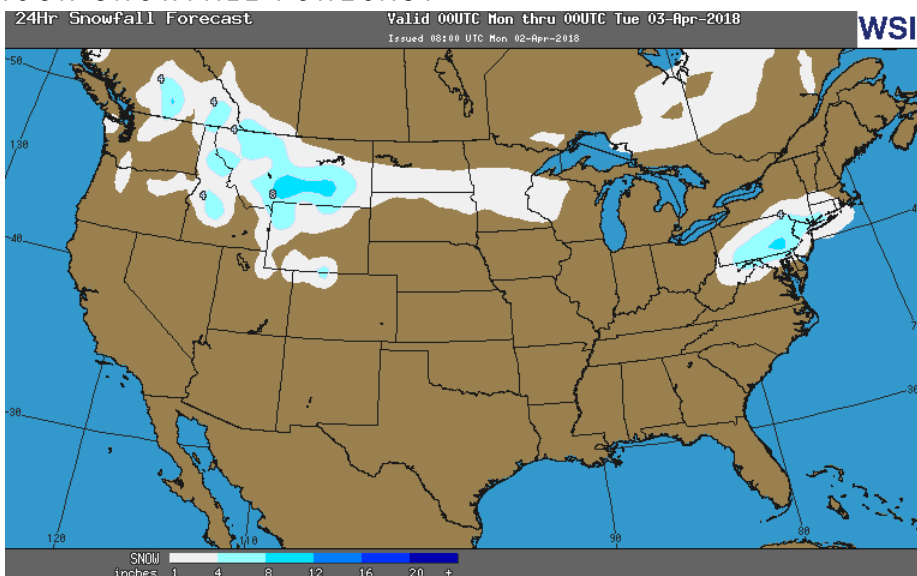 24Hr Snowfall Forecast
Valid 00UTC Mon thru 00UTC Tue 03-Apr-2018
Issued 08:00 UTC Mon 02-Apr-2018
WSI
50
130
40
30
4
4
4
4
8
4
120
110
90
80
30
SNOW
inches 1 4 8 12 16 20 +